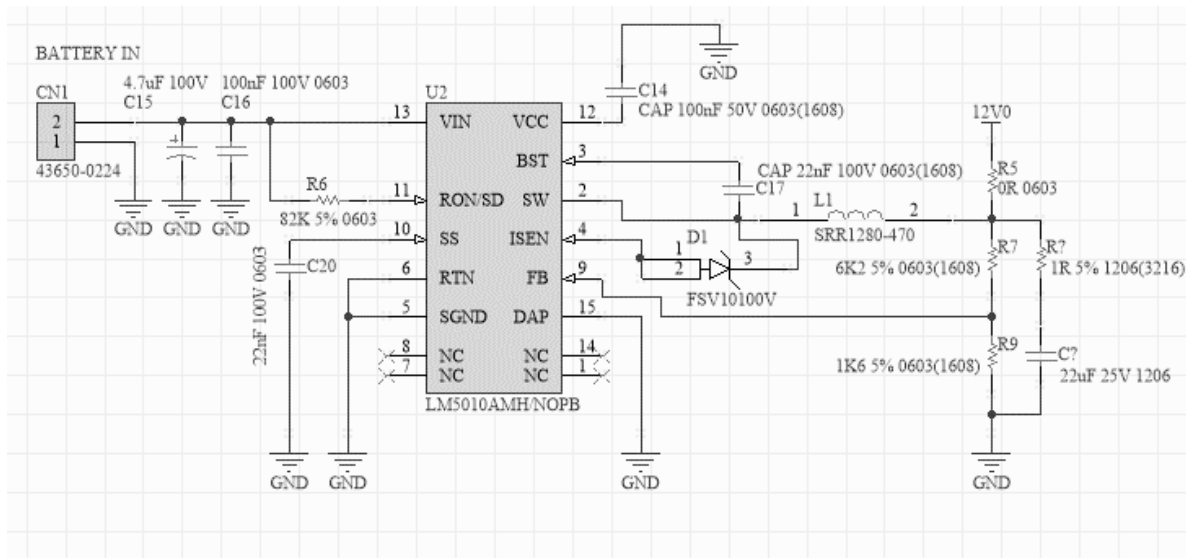 BATTERY IN
CN1
2
1
43650-0224
4.7uF 100V
C15
100nF 100V 0603
C16
GND
GND
GND
R6
82K 5% 0603
22nF 100V 0603
C20
GND
GND
U2
13
VIN
11
RON/SD
10
SS
6
RTN
5
SGND
8
NC
7
NC
VCC
12
BST
3
SW
2
ISEN
4
FB
9
DAP
15
NC
14
NC
1
LM5010AMH/NOPB
GND
C14
CAP 100nF 50V 0603(1608)
CAP 22nF 100V 0603(1608)
C17
D1
1
2
3
FSV10100V
1
L1
2
SRR1280-470
12V0
R5
0R 0603
R7
6K2 5% 0603(1608)
R?
1R 5% 1206(3216)
R9
1K6 5% 0603(1608)
C?
22uF 25V 1206
GND
GND